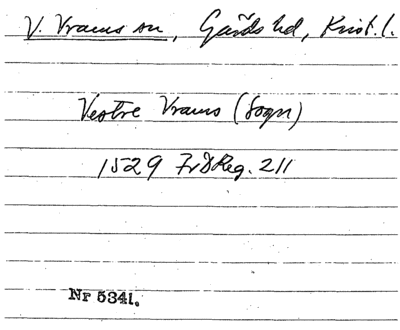 V. Vrams sn, Gärds hd, Krist. l.
Vestre Vrams (Sogn)
1529 FrDReg. 211
Nr 5341.